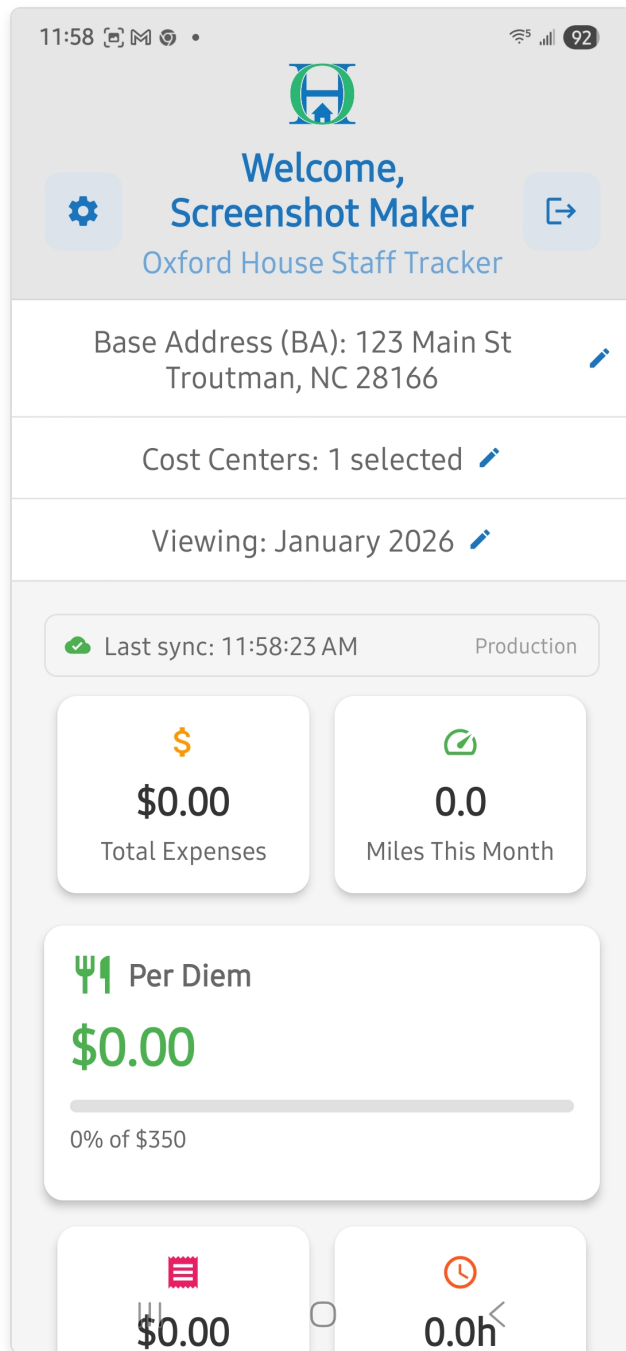 11:58
5
92
OH
Welcome,
Screenshot Maker
Oxford House Staff Tracker
Base Address (BA): 123 Main St
Troutman, NC 28166
Cost Centers: 1 selected
Viewing: January 2026
Last sync: 11:58:23 AM
Production
$
$0.00
Total Expenses
0.0
Miles This Month
Per Diem
$0.00
0% of $350
$0.00
0.0h